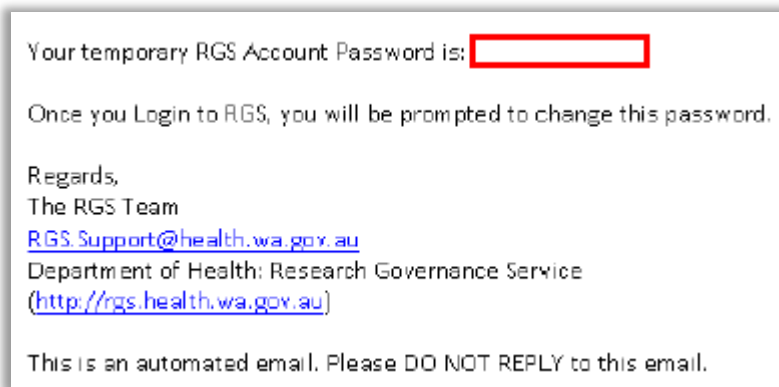 Your temporary RGS Account Password is:
Once you Login to RGS, you will be prompted to change this password.
Regards,
The RGS Team
RGS.Support@health.wa.gov.au
Department of Health: Research Governance Service
(http://rgs.health.wa.gov.au)
This is an automated email. Please DO NOT REPLY to this email.